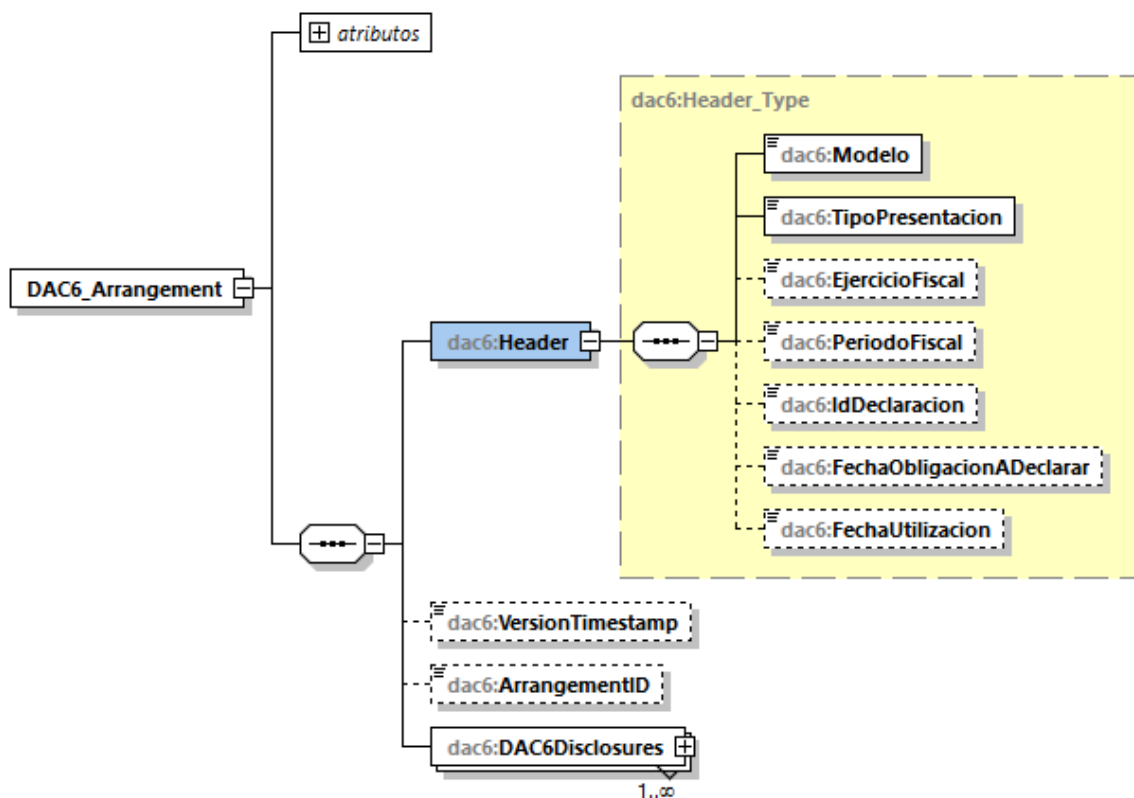 atributos
dac6:Header_Type
dac6:Modelo
dac6:TipoPresentacion
DAC6_Arrangement
dac6:EjercicioFiscal
dac6:Header
dac6:PeriodoFiscal
dac6:IdDeclaracion
dac6:FechaObligacionADeclarar
dac6:FechaUtilizacion
dac6:VersionTimestamp
dac6:ArrangementID
dac6:DAC6Disclosures
1..∞